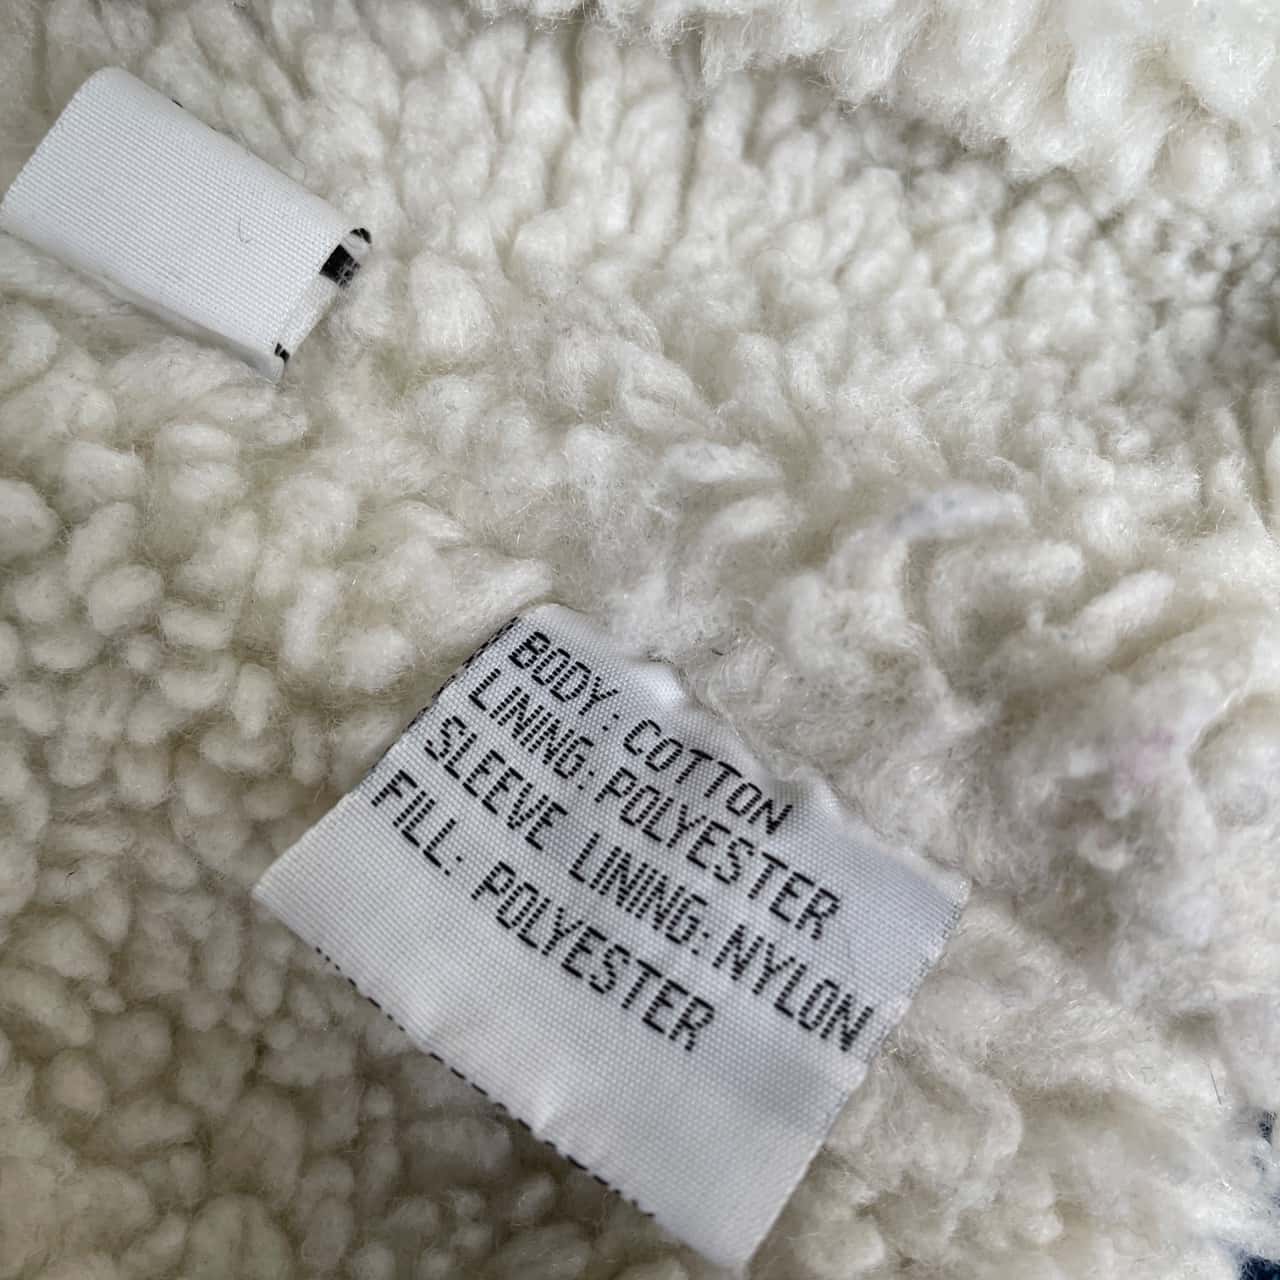 BODY: COTTON
LINING: POLYESTER
SLEEVE LINING: NYLON
FILL: POLYESTER